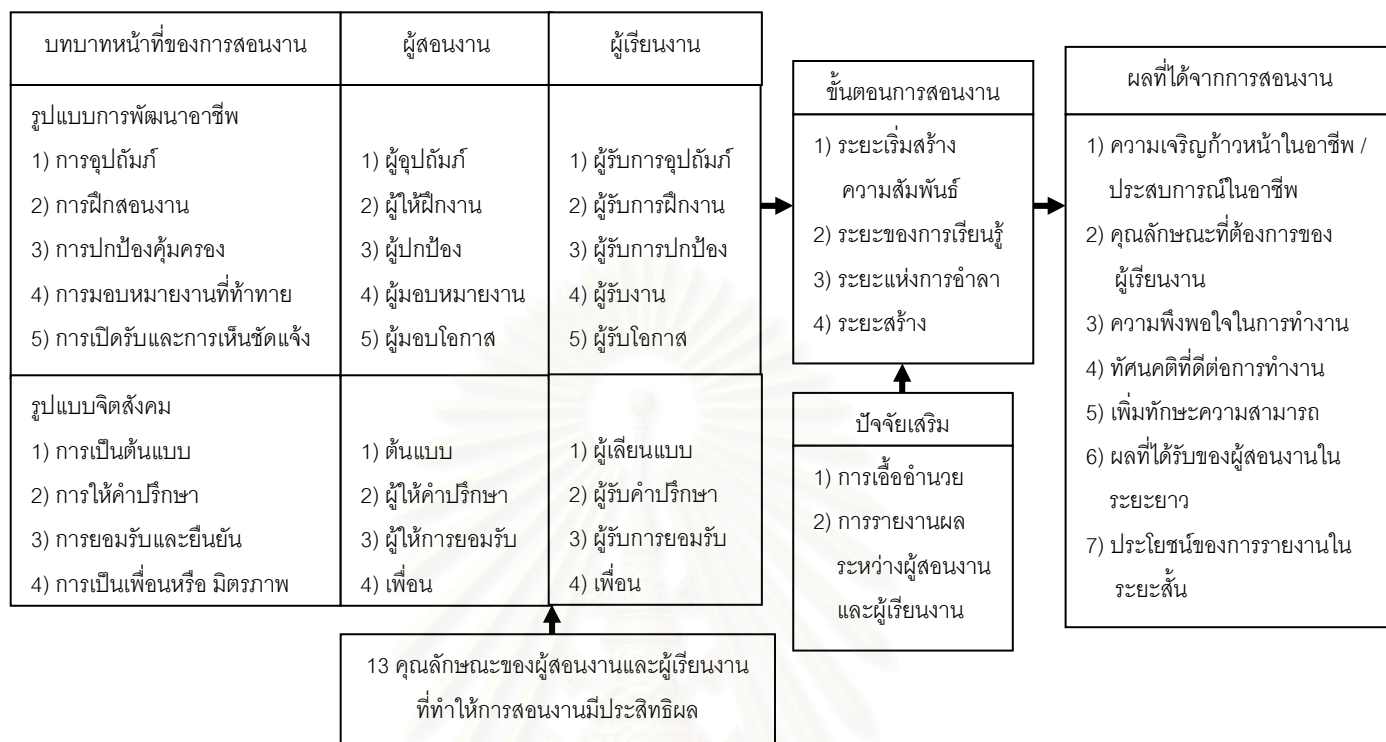 บทบาทหน้าที่ของการสอนงาน
ผู้สอนงาน
ผู้เรียนงาน
รูปแบบการพัฒนาอาชีพ
1) การอุปถัมภ์
2) การฝึกสอนงาน
3) การปกป้องคุ้มครอง
4) การมอบหมายงานที่ท้าทาย
5) การเปิดรับและการเห็นชัดแจ้ง
1) ผู้อุปถัมภ์
2) ผู้ให้ฝึกงาน
3) ผู้ปกป้อง
4) ผู้มอบหมายงาน
5) ผู้มอบโอกาส
1) ผู้รับการอุปถัมภ์
2) ผู้รับการฝึกงาน
3) ผู้รับการปกป้อง
4) ผู้รับงาน
5) ผู้รับโอกาส
รูปแบบจิตสังคม
1) การเป็นต้นแบบ
2) การให้คำปรึกษา
3) การยอมรับและยืนยัน
4) การเป็นเพื่อนหรือ มิตรภาพ
1) ต้นแบบ
2) ผู้ให้คำปรึกษา
3) ผู้ให้การยอมรับ
4) เพื่อน
1) ผู้เลียนแบบ
2) ผู้รับคำปรึกษา
3) ผู้รับการยอมรับ
4) เพื่อน
13 คุณลักษณะของผู้สอนงานและผู้เรียนงาน
ที่ทำให้การสอนงานมีประสิทธิผล
ขั้นตอนการสอนงาน
1) ระยะเริ่มสร้าง
ความสัมพันธ์
2) ระยะของการเรียนรู้
3) ระยะแห่งการอำลา
4) ระยะสร้าง
ปัจจัยเสริม
1) การเอื้ออำนวย
2) การรายงานผล
ระหว่างผู้สอนงาน
และผู้เรียนงาน
ผลที่ได้จากการสอนงาน
1) ความเจริญก้าวหน้าในอาชีพ /
ประสบการณ์ในอาชีพ
2) คุณลักษณะที่ต้องการของ
ผู้เรียนงาน
3) ความพึงพอใจในการทำงาน
4) ทัศนคติที่ดีต่อการทำงาน
5) เพิ่มทักษะความสามารถ
6) ผลที่ได้รับของผู้สอนงานใน
ระยะยาว
7) ประโยชน์ของการรายงานใน
ระยะสั้น